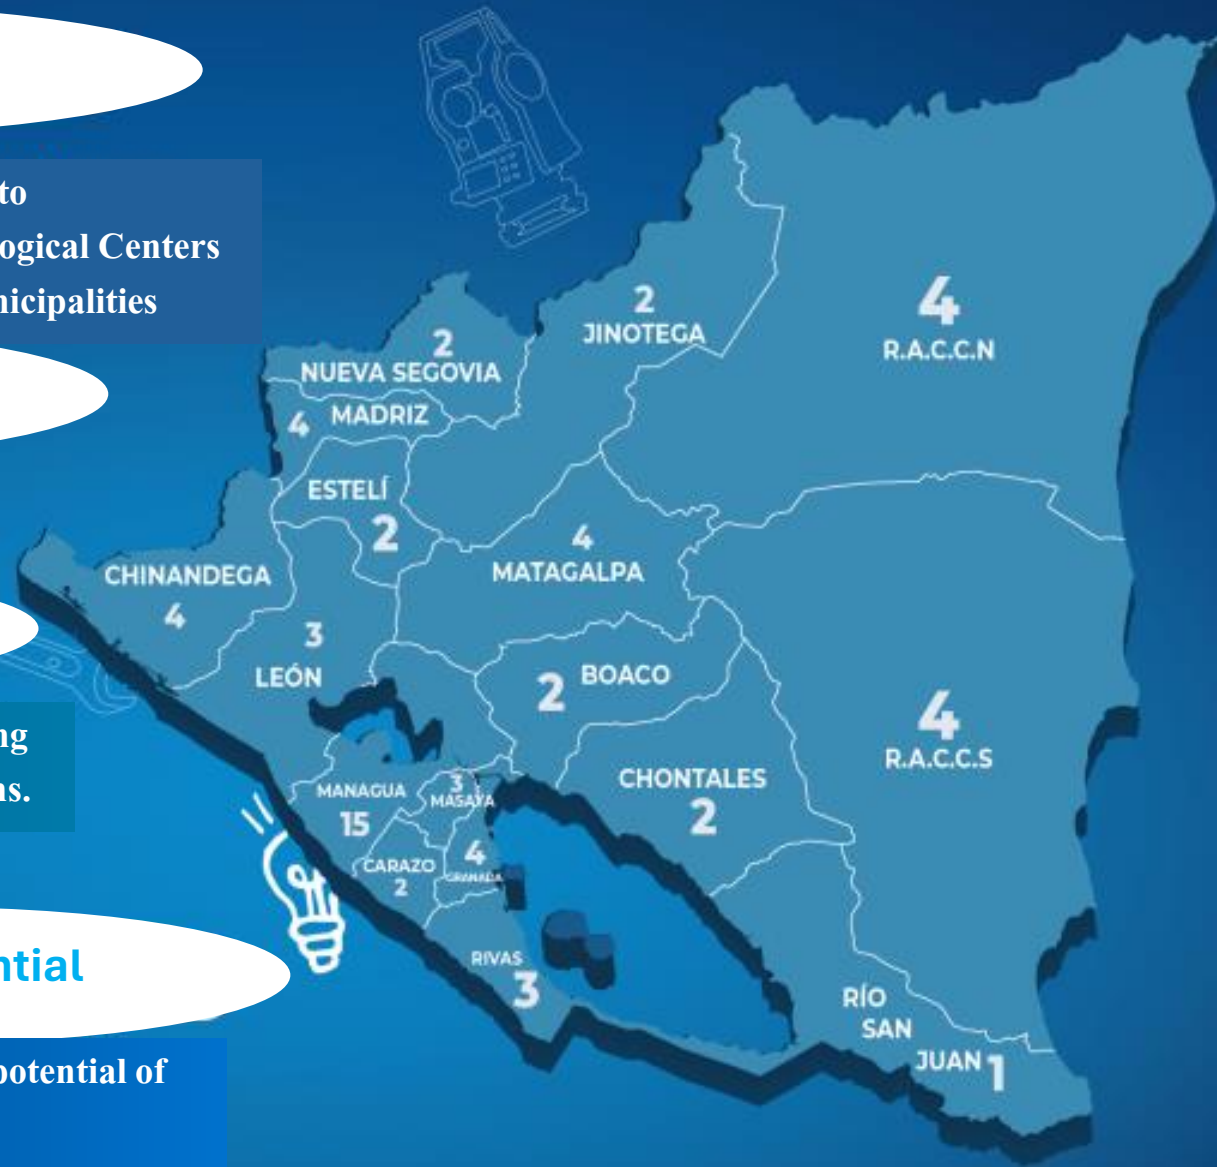 to
ogical Centers
nicipalities
2
JINOTEGA
4
R.A.C.C.N
2
NUEVA SEGOVIA
4 MADRIZ
ESTELÍ
2
4
MATAGALPA
CHINANDEGA
4
3
LEÓN
2 BOACO
4
R.A.C.C.S
ng
ns.
CHONTALES
2
MANAGUA
15
3
MASAYA
CARAZO
2
4
GRANADA
ntial
RIVAS
3
RÍO
SAN
JUAN 1
potential of